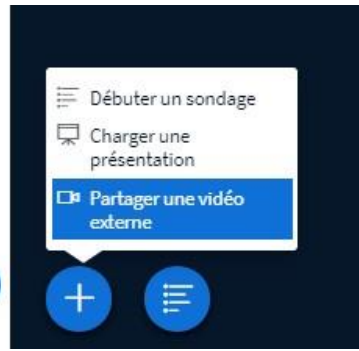 Débuter un sondage
Charger une
présentation
Partager une vidéo
externe